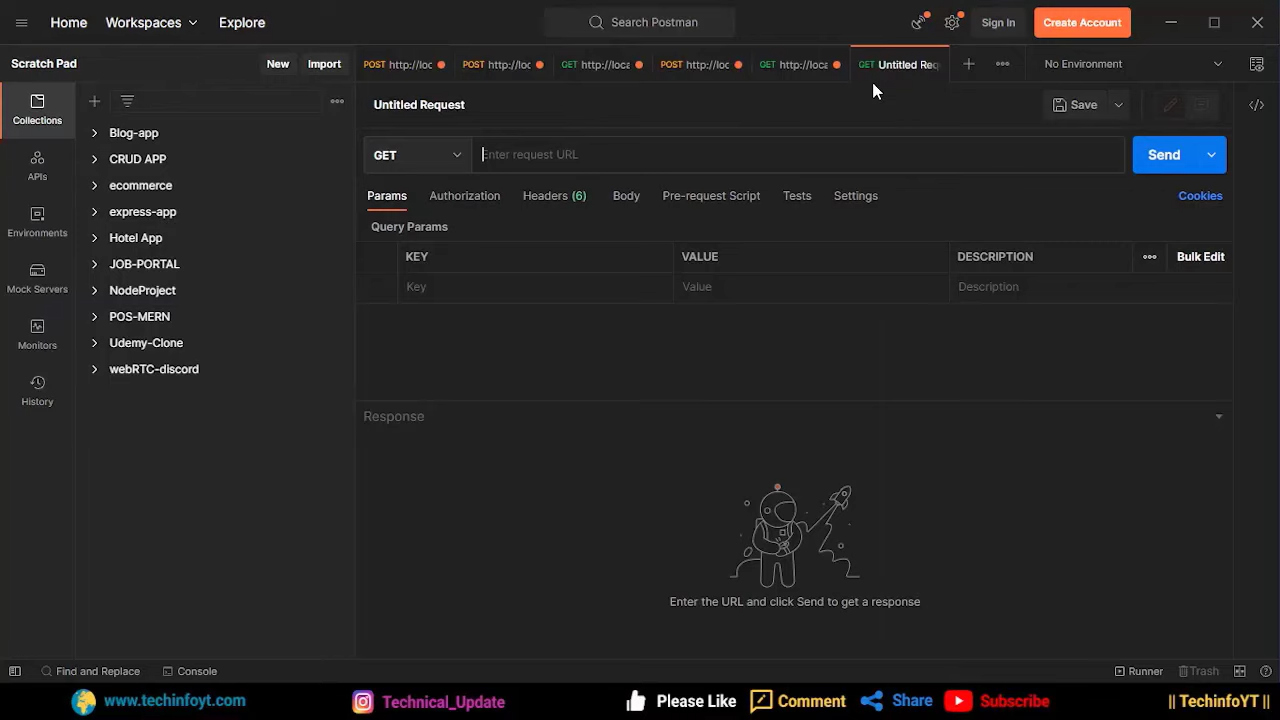 Home Workspaces Explore Search Postman Sign In Create Account
Scratch Pad New Import POST http://loc POST http://loc GET http://loca POST http://loc GET http://loca GET Untitled Req No Environment
Collections
Untitled Request Save
Blog-app
CRUD APP
ecommerce
express-app
Hotel App
JOB-PORTAL
NodeProject
POS-MERN
Udemy-Clone
webRTC-discord
APIs
Environments
Mock Servers
Monitors
History
GET Enter request URL Send
Params Authorization Headers (6) Body Pre-request Script Tests Settings Cookies
Query Params
KEY VALUE DESCRIPTION Bulk Edit
Key Value Description
Response
Enter the URL and click Send to get a response
Find and Replace Console Runner Trash
www.techinfoyt.com Technical_Update Please Like Comment Share Subscribe || TechinfoYT ||